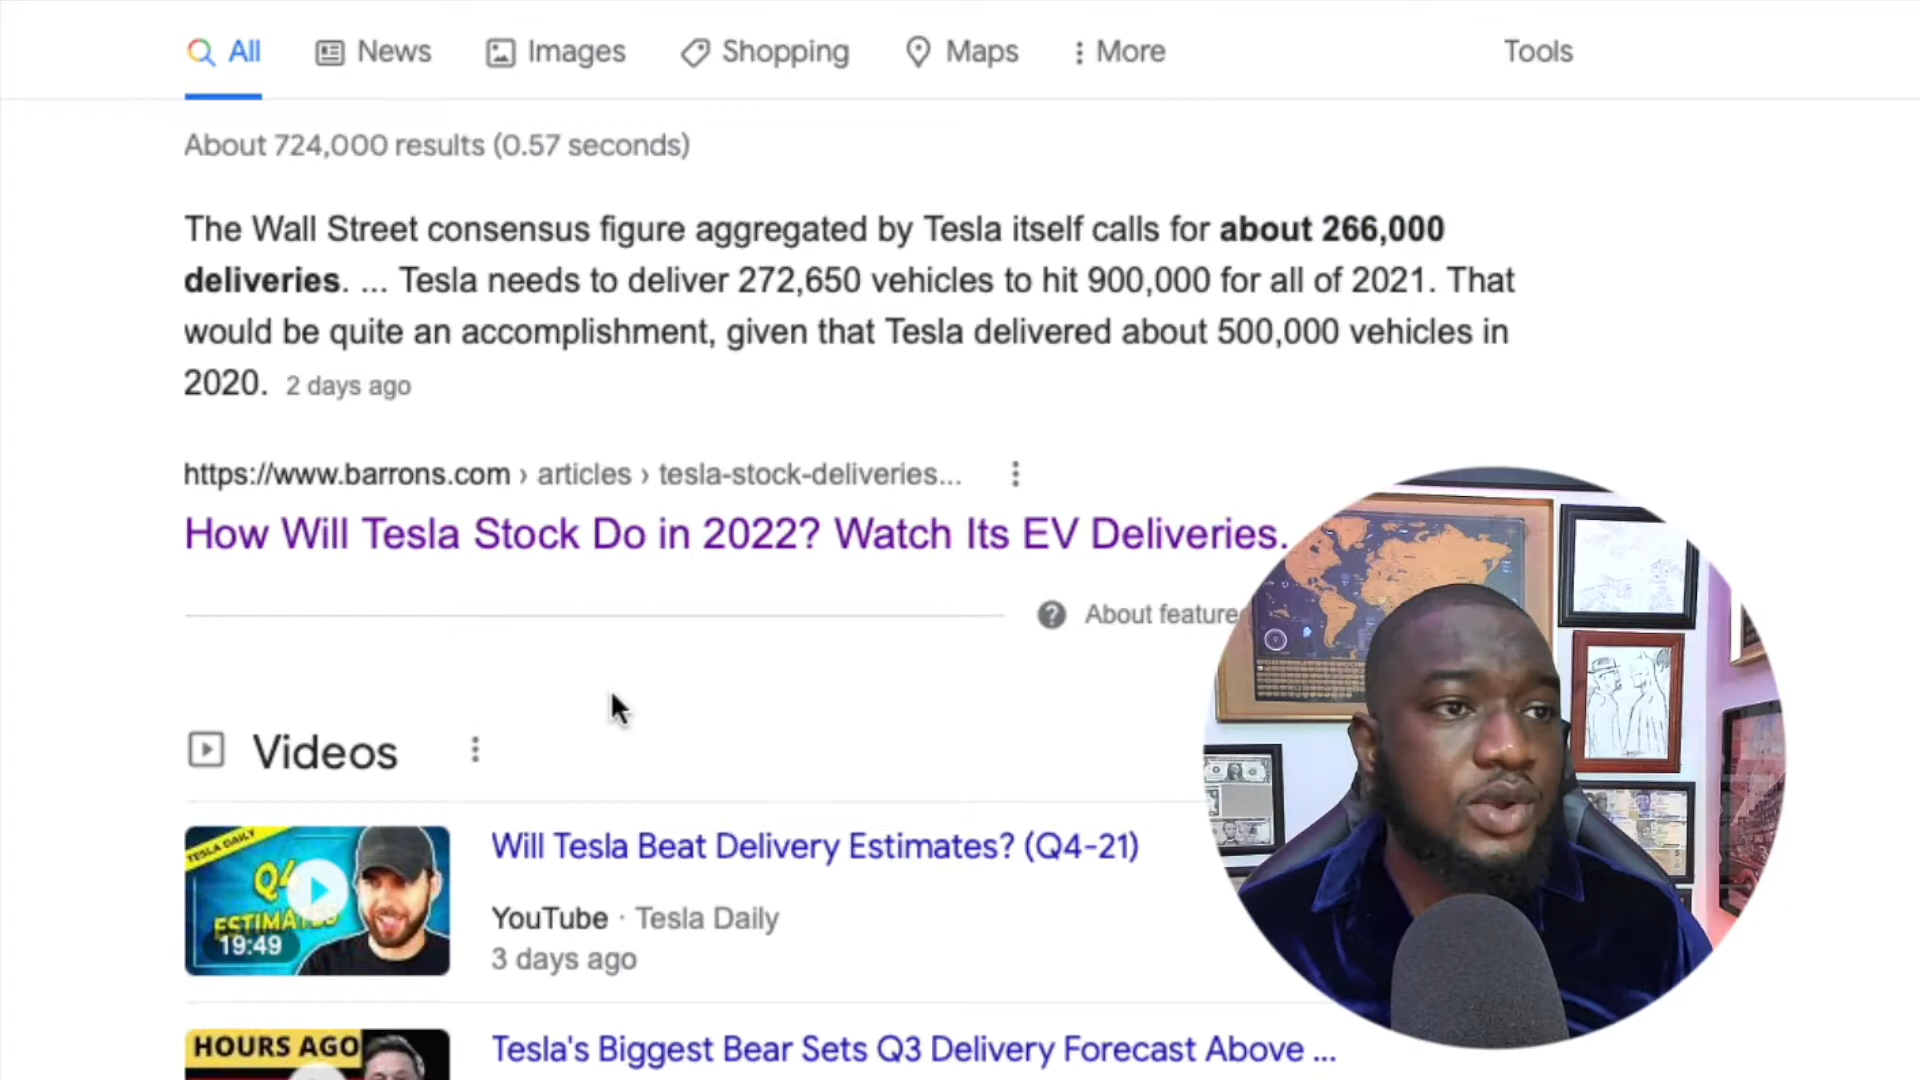 All News Images Shopping Maps More Tools
About 724,000 results (0.57 seconds)
The Wall Street consensus figure aggregated by Tesla itself calls for about 266,000
deliveries. ... Tesla needs to deliver 272,650 vehicles to hit 900,000 for all of 2021. That
would be quite an accomplishment, given that Tesla delivered about 500,000 vehicles in
2020. 2 days ago
https://www.barrons.com › articles › tesla-stock-deliveries...
How Will Tesla Stock Do in 2022? Watch Its EV Deliveries.
About feature
Videos
TESLA DAILY
Q4
ESTIMATES
19:49
Will Tesla Beat Delivery Estimates? (Q4-21)
YouTube · Tesla Daily
3 days ago
HOURS AGO
Tesla's Biggest Bear Sets Q3 Delivery Forecast Above ...